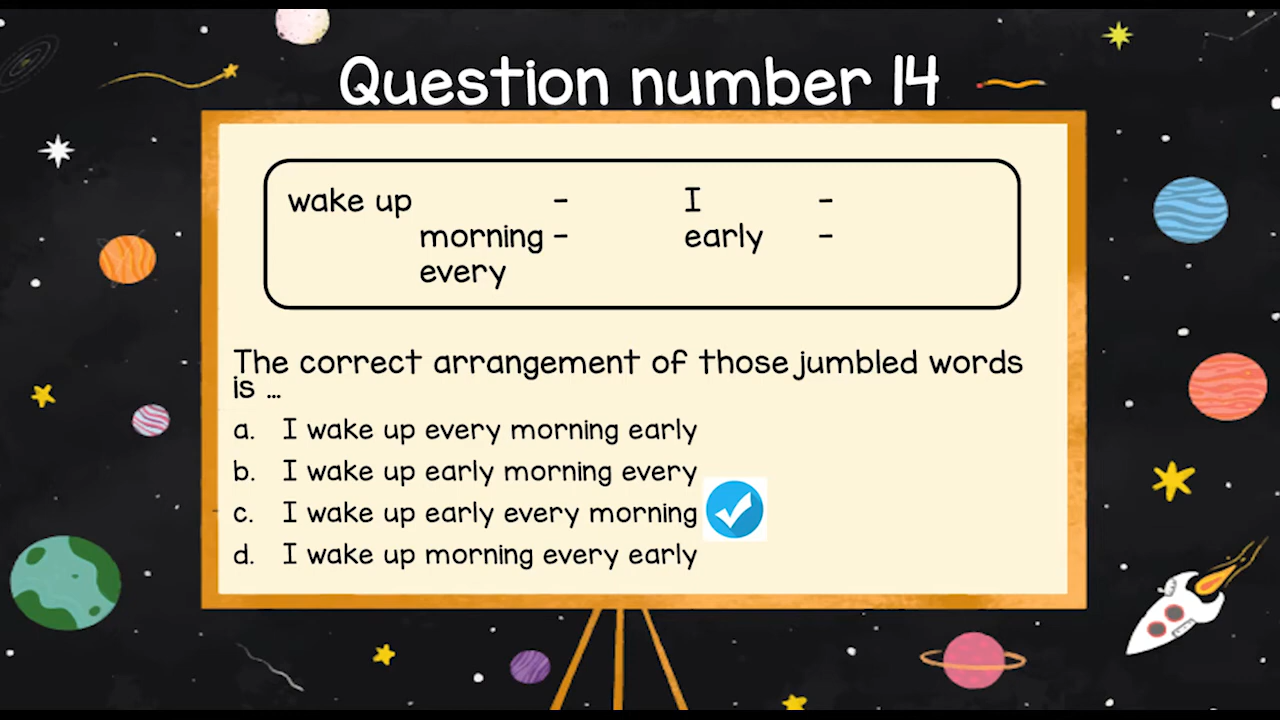 Question number 14
wake up - I -
morning - early -
every
The correct arrangement of those jumbled words
is ...
a. I wake up every morning early
b. I wake up early morning every
c. I wake up early every morning
d. I wake up morning every early